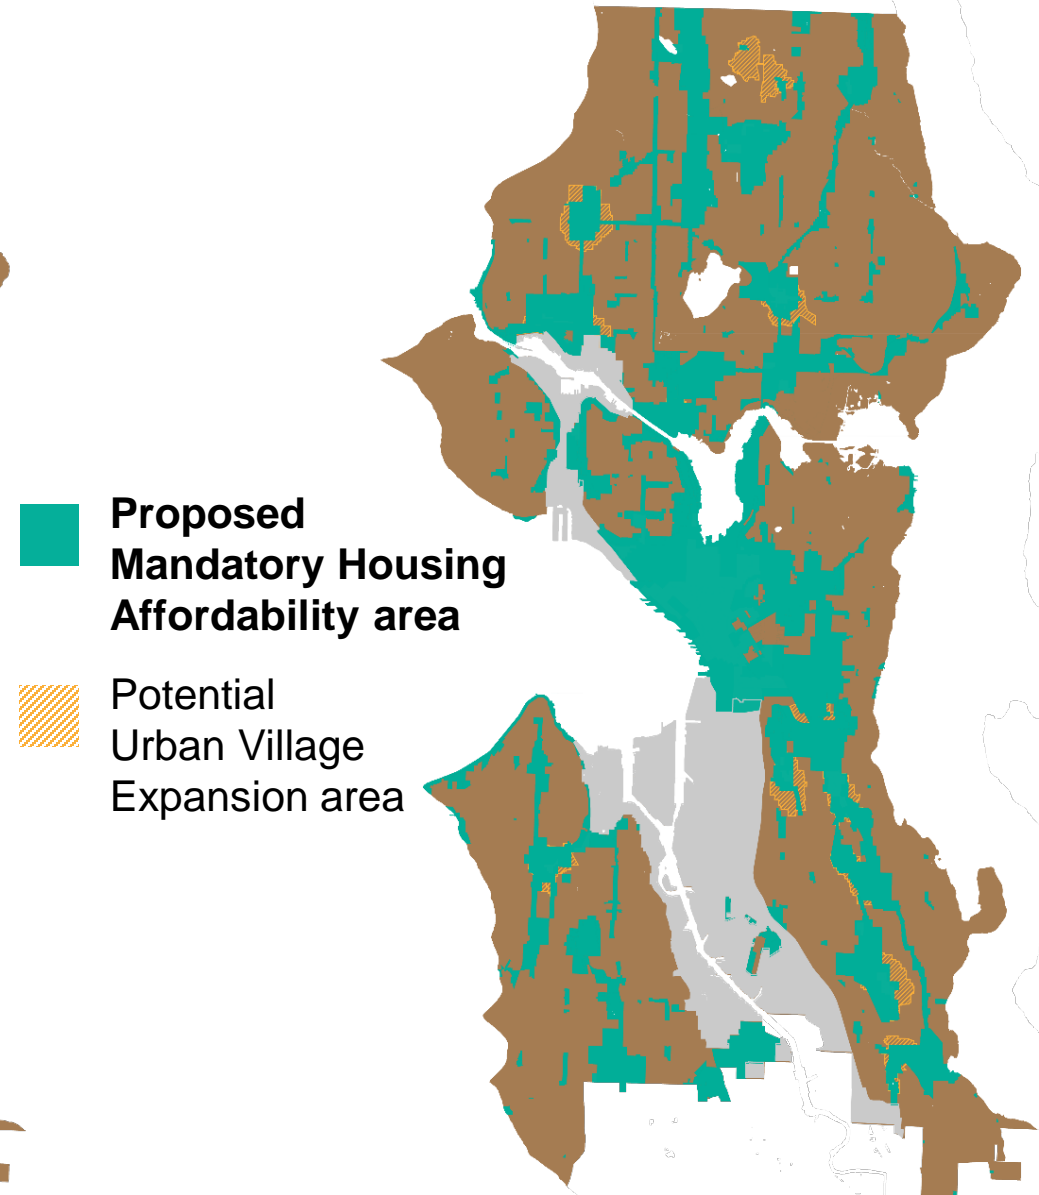 Proposed
Mandatory Housing
Affordability area
Potential
Urban Village
Expansion area